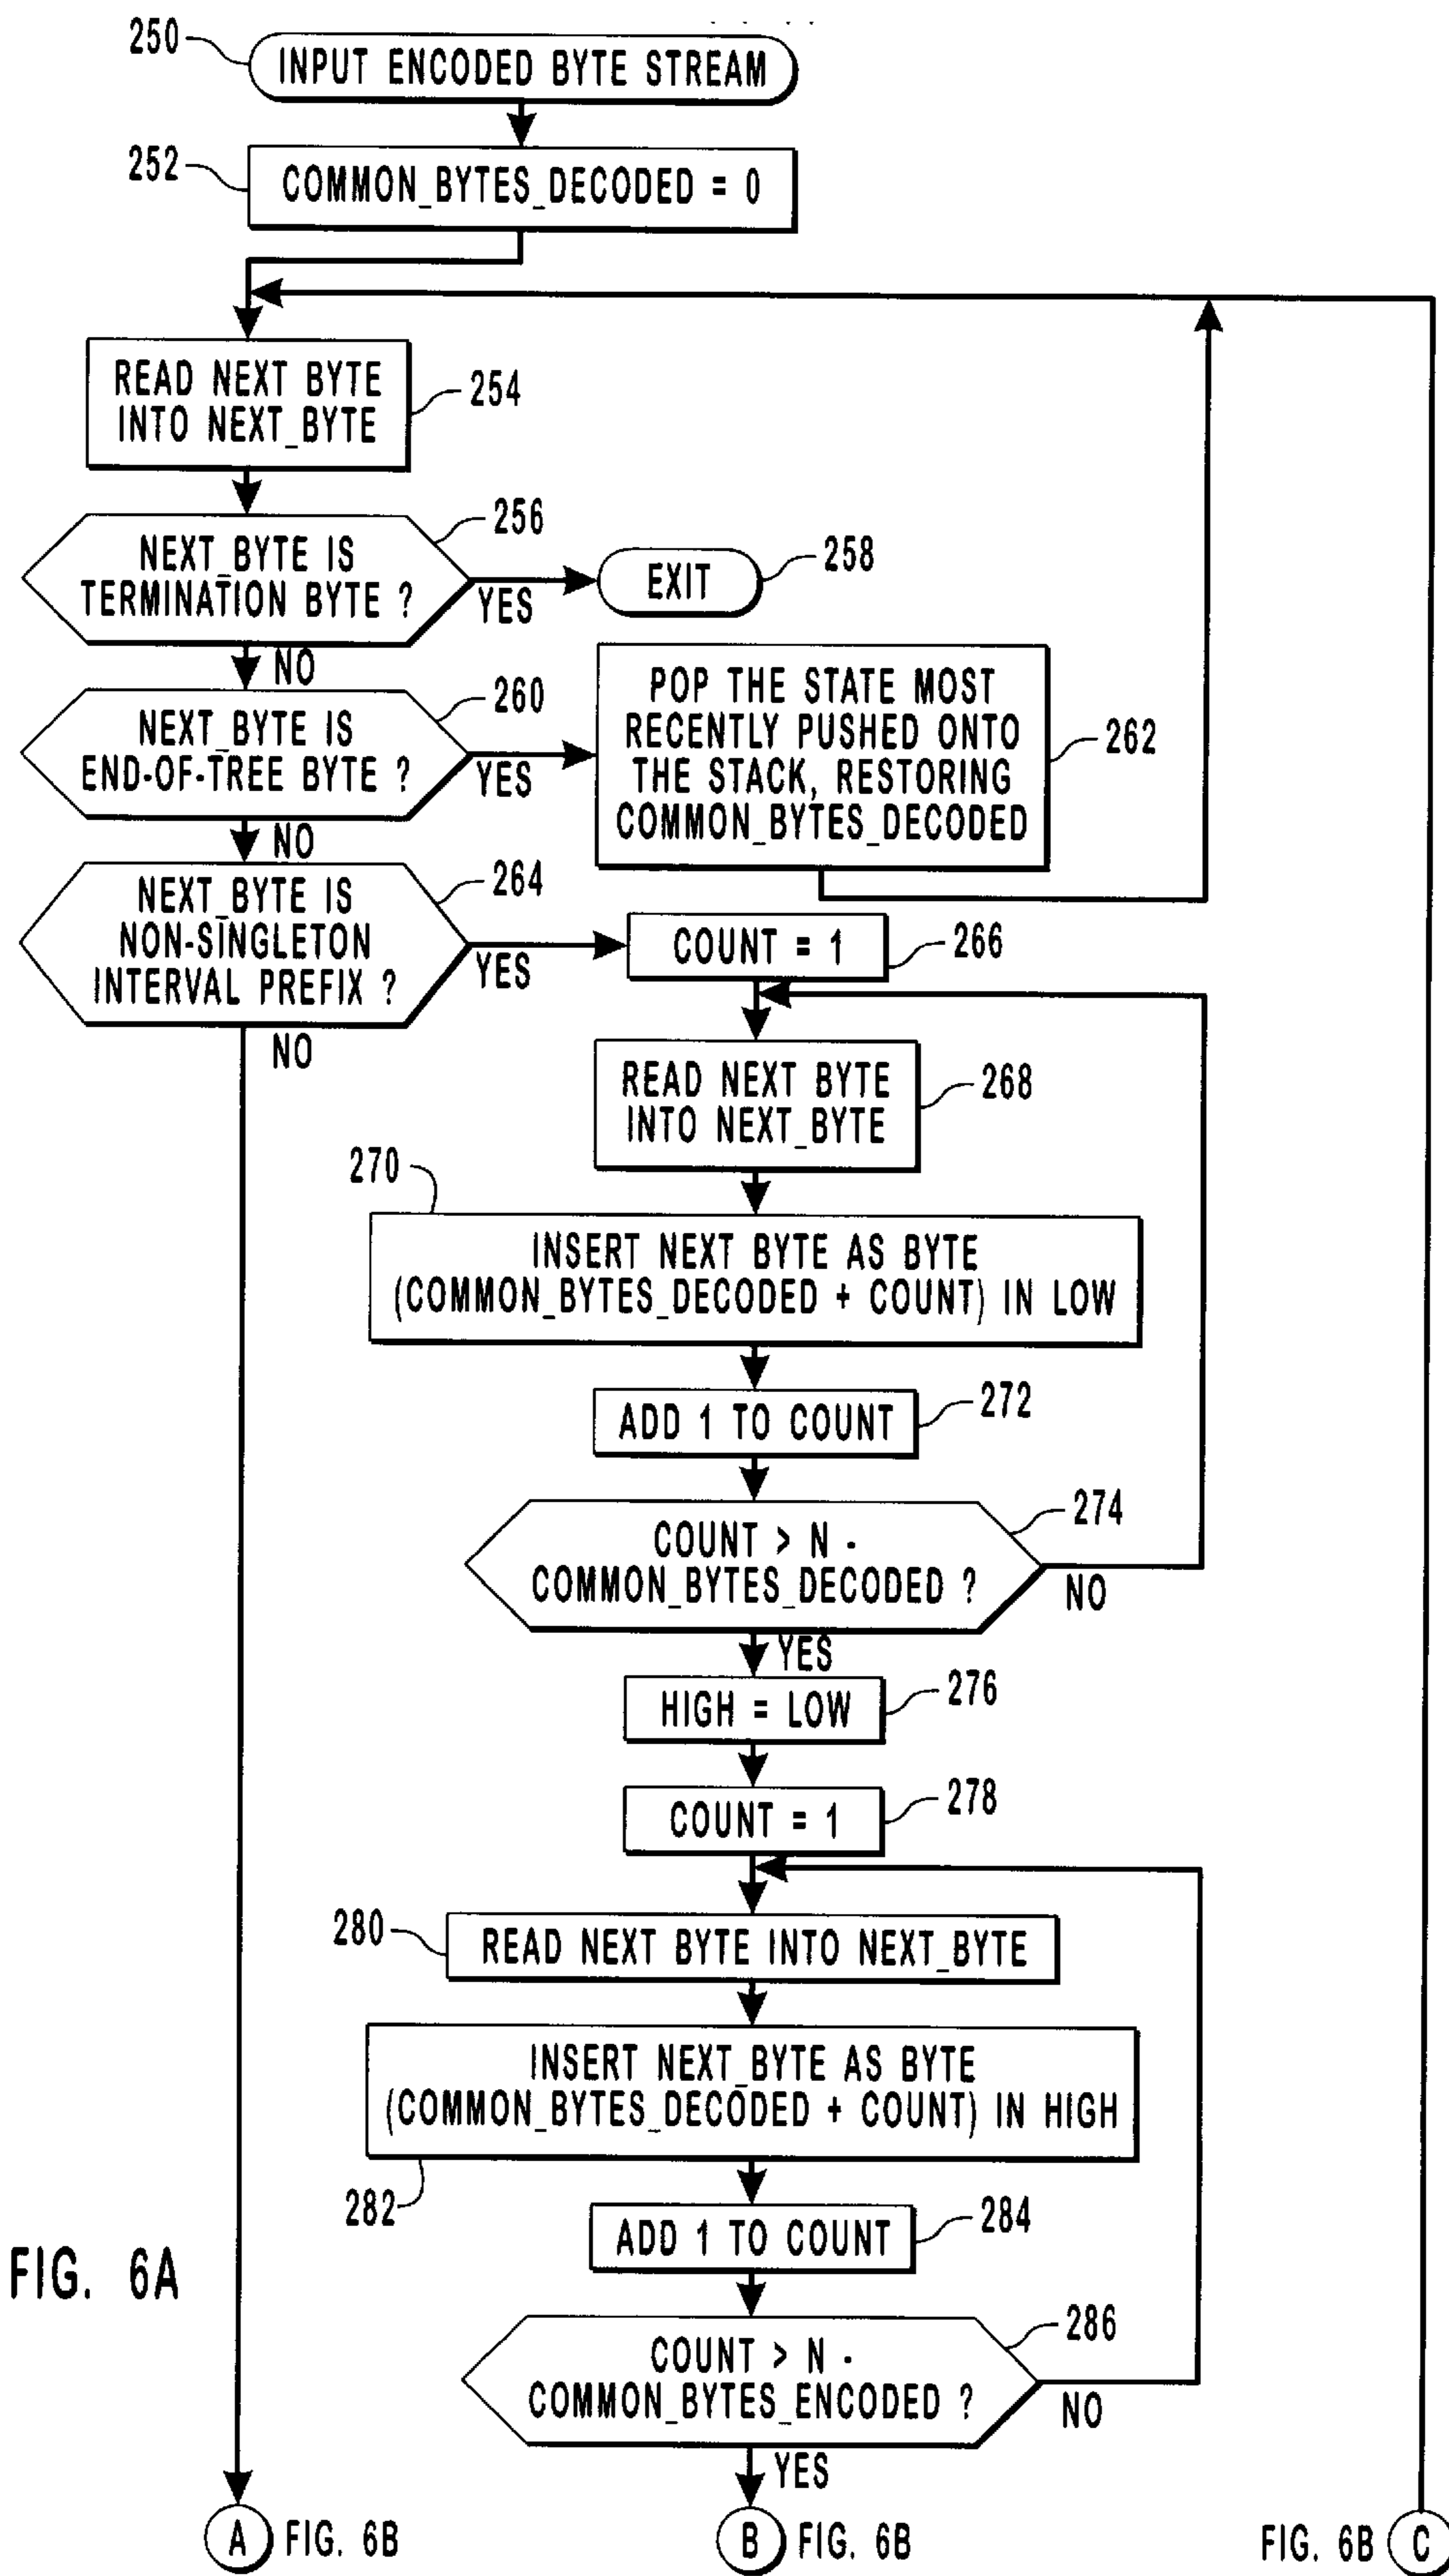 250
INPUT ENCODED BYTE STREAM
252
COMMON_BYTES_DECODED = 0
READ NEXT BYTE
INTO NEXT_BYTE
254
NEXT_BYTE IS
TERMINATION BYTE ?
256
YES
EXIT
258
NO
NEXT_BYTE IS
END-OF-TREE BYTE ?
260
YES
POP THE STATE MOST
RECENTLY PUSHED ONTO
THE STACK, RESTORING
COMMON_BYTES_DECODED
262
NO
NEXT_BYTE IS
NON-SINGLETON
INTERVAL PREFIX ?
264
YES
NO
COUNT = 1
266
READ NEXT BYTE
INTO NEXT_BYTE
268
270
INSERT NEXT BYTE AS BYTE
(COMMON_BYTES_DECODED + COUNT) IN LOW
ADD 1 TO COUNT
272
COUNT > N -
COMMON_BYTES_DECODED ?
274
NO
YES
HIGH = LOW
276
COUNT = 1
278
280
READ NEXT BYTE INTO NEXT_BYTE
INSERT NEXT_BYTE AS BYTE
(COMMON_BYTES_DECODED + COUNT) IN HIGH
282
ADD 1 TO COUNT
284
FIG. 6A
COUNT > N -
COMMON_BYTES_ENCODED ?
286
NO
YES
A FIG. 6B
B FIG. 6B
FIG. 6B C